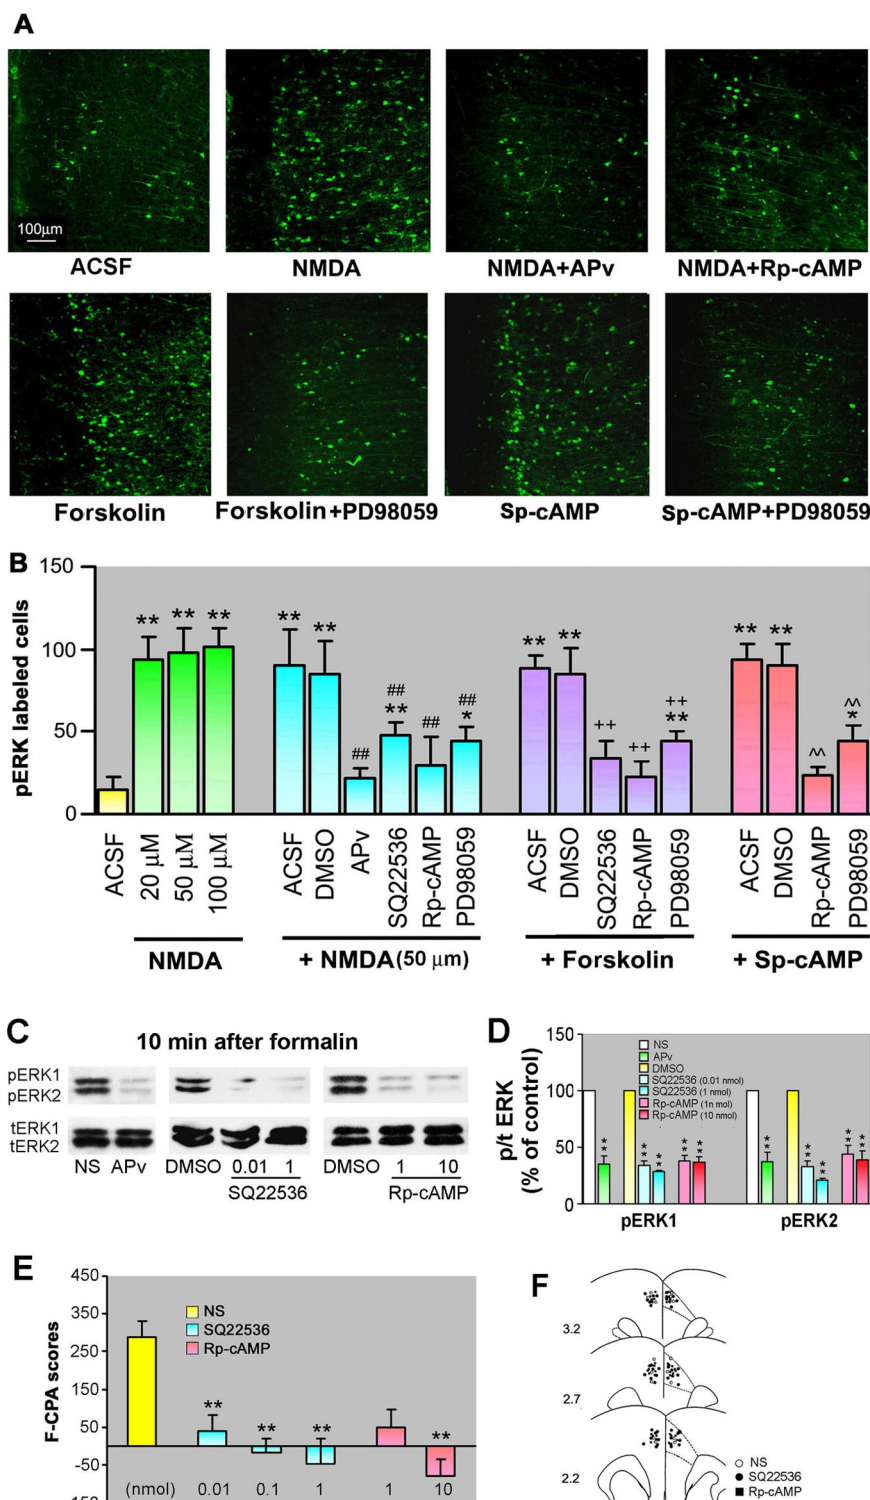 A
100μm
ACSF
NMDA
NMDA+APv
NMDA+Rp-cAMP
Forskolin
Forskolin+PD98059
Sp-cAMP
Sp-cAMP+PD98059
B
pERK labeled cells
150
100
50
0
** ** ** ** ** ## ## ** ## ## * ** ** ++ ++ ++ ** ** ** ^^ ^^ *
ACSF
20 μM
50 μM
100 μM
ACSF
DMSO
APv
SQ22536
Rp-cAMP
PD98059
ACSF
DMSO
SQ22536
Rp-cAMP
PD98059
ACSF
DMSO
Rp-cAMP
PD98059
NMDA
+ NMDA(50 μm)
+ Forskolin
+ Sp-cAMP
C
10 min after formalin
pERK1
pERK2
tERK1
tERK2
NS APv DMSO 0.01 1 DMSO 1 10
SQ22536 Rp-cAMP
D
p/t ERK
(% of control)
150
100
50
0
NS
APv
DMSO
SQ22536 (0.01 nmol)
SQ22536 (1 nmol)
Rp-cAMP (1n mol)
Rp-cAMP (10 nmol)
** ** ** ** ** ** ** ** ** **
pERK1 pERK2
E
F-CPA scores
450
350
250
150
50
-50
NS
SQ22536
Rp-cAMP
** ** ** **
(nmol) 0.01 0.1 1 1 10
F
3.2
2.7
2.2
NS
SQ22536
Rp-cAMP